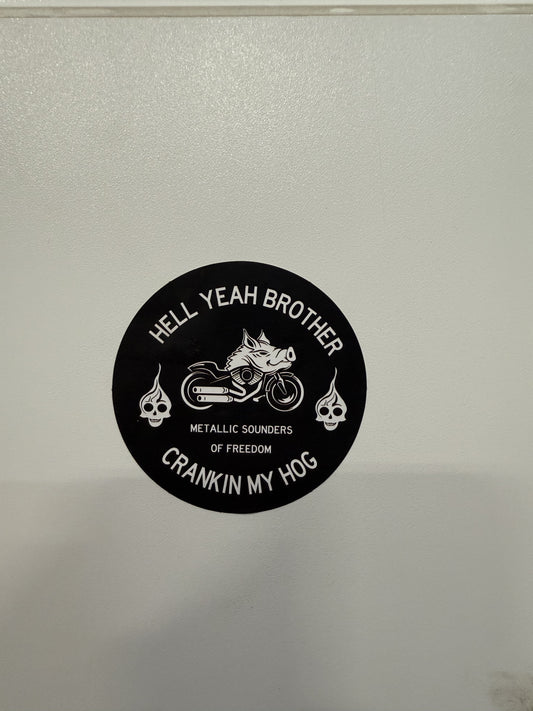 HELL YEAH BROTHER
METALLIC SOUNDERS
OF FREEDOM
CRANKIN MY HOG